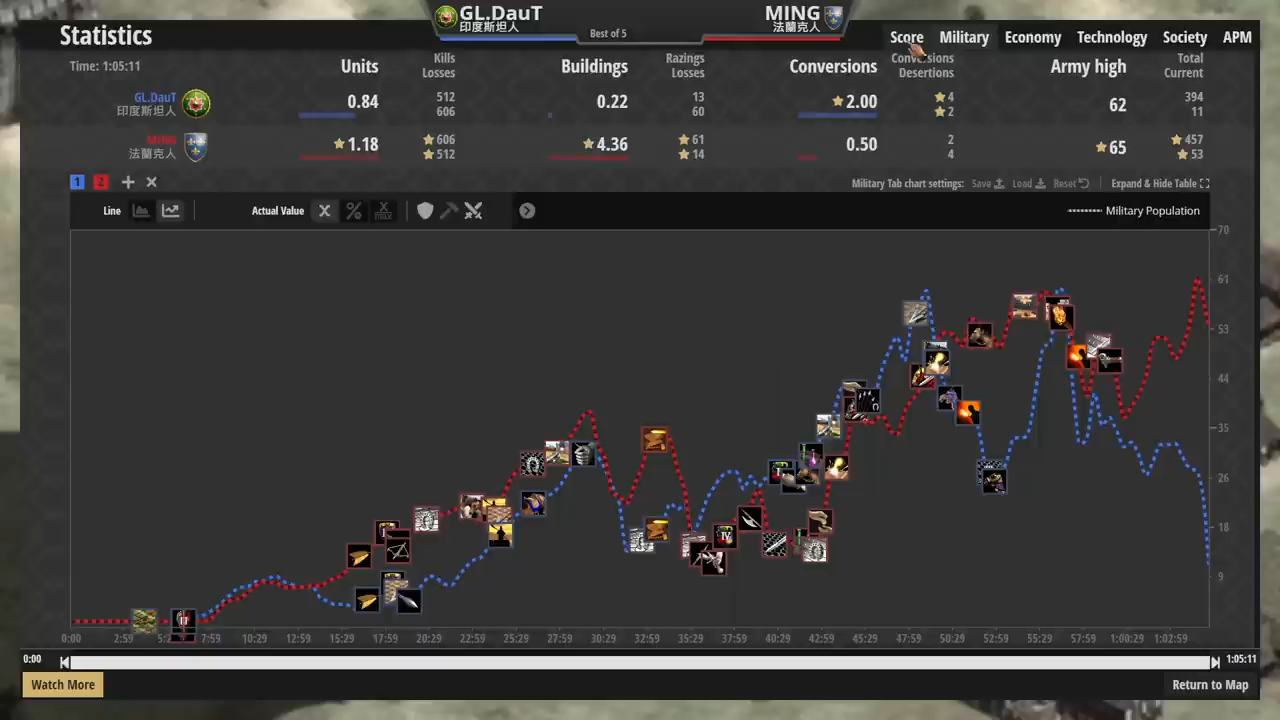 GL.DauT
印度斯坦人
Best of 5
MING
法蘭克人
Statistics
Score Military Economy Technology Society APM
Time: 1:05:11
Units
Kills
Losses
Buildings
Razings
Losses
Conversions
Conversions
Desertions
Army high
Total
Current
GL.DauT
印度斯坦人
0.84
512
606
0.22
13
60
2.00
4
2
62
394
11
MING
法蘭克人
1.18
606
512
4.36
61
14
0.50
2
4
65
457
53
1 2
Military Tab chart settings: Save Load Reset Expand & Hide Table
Line Actual Value
Military Population
70
61
53
44
35
26
18
9
0:00 2:59 7:59 10:29 12:59 15:29 17:59 20:29 22:59 25:29 27:59 30:29 32:59 35:29 37:59 40:29 42:59 45:29 47:59 50:29 52:59 55:29 57:59 1:00:29 1:02:59
0:00
1:05:11
Watch More
Return to Map